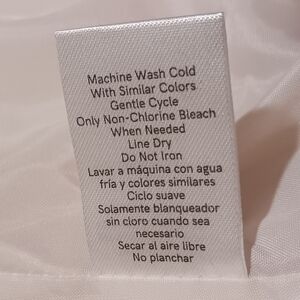 Machine Wash Cold
With Similar Colors
Gentle Cycle
Only Non-Chlorine Bleach
When Needed
Line Dry
Do Not Iron
Lavar a máquina con agua
fría y colores similares
Ciclo suave
Solamente blanqueador
sin cloro cuando sea
necesario
Secar al aire libre
No planchar